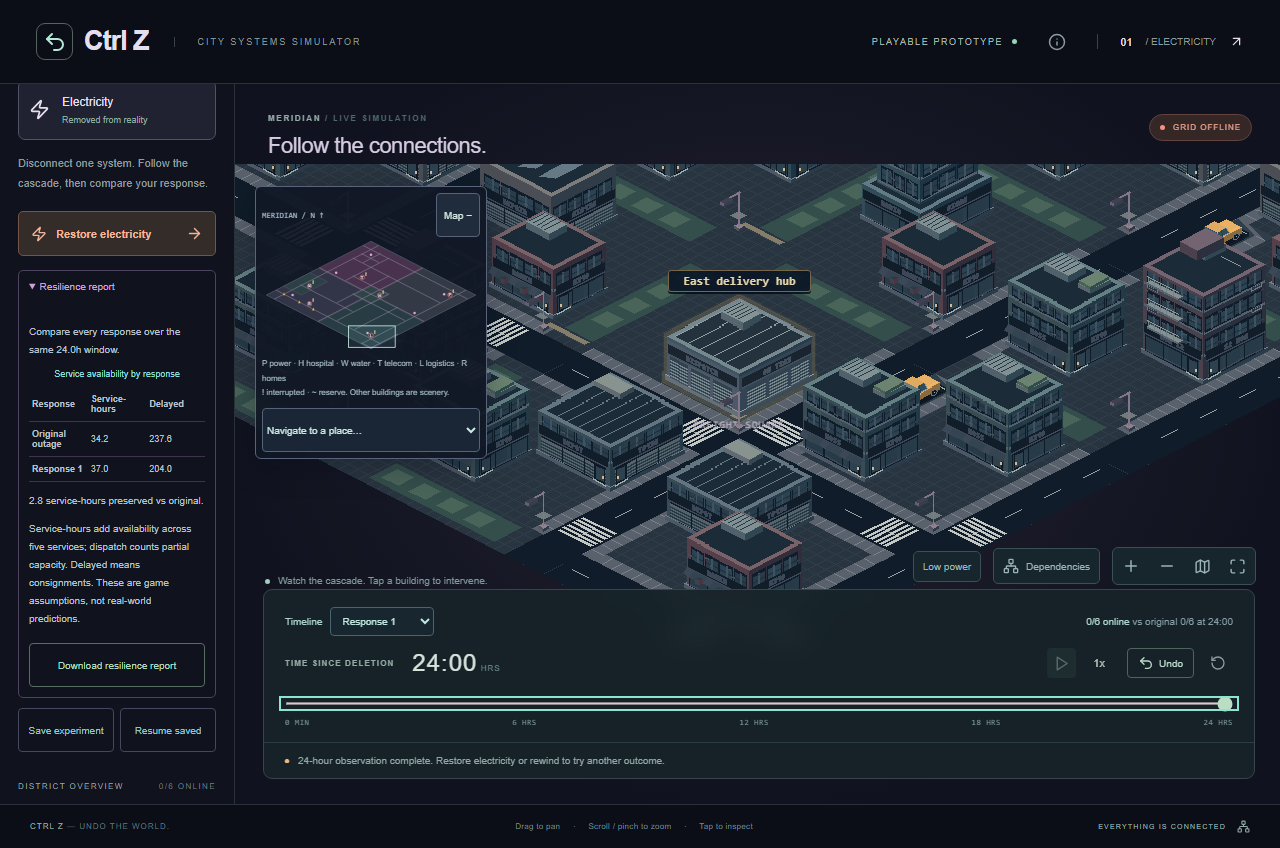 Ctrl Z
CITY SYSTEMS SIMULATOR
PLAYABLE PROTOTYPE
01 / ELECTRICITY
Electricity
Removed from reality
Disconnect one system. Follow the
cascade, then compare your response.
Restore electricity
▼ Resilience report
Compare every response over the
same 24.0h window.
Service availability by response
Response Service-hours Delayed
Original outage 34.2 237.6
Response 1 37.0 204.0
2.8 service-hours preserved vs original.
Service-hours add availability across
five services; dispatch counts partial
capacity. Delayed means
consignments. These are game
assumptions, not real-world
predictions.
Download resilience report
Save experiment
Resume saved
DISTRICT OVERVIEW 0/6 ONLINE
MERIDIAN / LIVE SIMULATION
Follow the connections.
GRID OFFLINE
MERIDIAN / N ↑
Map −
P power · H hospital · W water · T telecom · L logistics · R
homes
! interrupted · ~ reserve. Other buildings are scenery.
Navigate to a place...
East delivery hub
Low power
Dependencies
Watch the cascade. Tap a building to intervene.
Timeline
Response 1
0/6 online vs original 0/6 at 24:00
TIME SINCE DELETION 24:00 HRS
1x
Undo
0 MIN 6 HRS 12 HRS 18 HRS 24 HRS
24-hour observation complete. Restore electricity or rewind to try another outcome.
CTRL Z — UNDO THE WORLD.
Drag to pan · Scroll / pinch to zoom · Tap to inspect
EVERYTHING IS CONNECTED